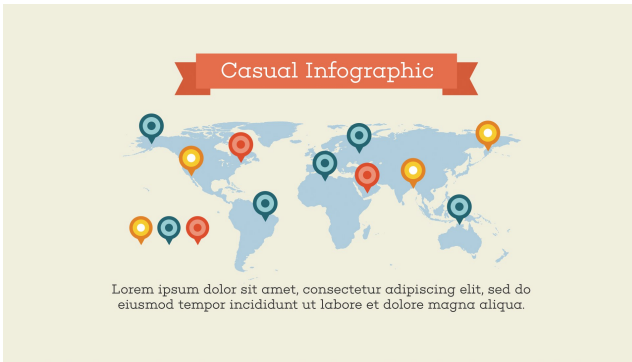 Casual Infographic
Lorem ipsum dolor sit amet, consectetur adipiscing elit, sed do
eiusmod tempor incididunt ut labore et dolore magna aliqua.